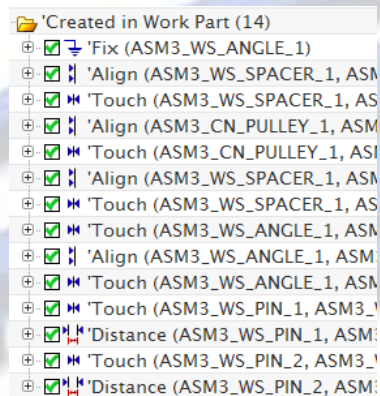 'Created in Work Part (14)
'Fix (ASM3_WS_ANGLE_1)
'Align (ASM3_WS_SPACER_1, ASM
'Touch (ASM3_WS_SPACER_1, AS
'Align (ASM3_CN_PULLEY_1, ASM
'Touch (ASM3_CN_PULLEY_1, ASM
'Align (ASM3_WS_SPACER_1, ASM
'Touch (ASM3_WS_SPACER_1, AS
'Touch (ASM3_WS_ANGLE_1, ASM
'Align (ASM3_WS_ANGLE_1, ASM3
'Touch (ASM3_WS_ANGLE_1, ASM
'Touch (ASM3_WS_PIN_1, ASM3_
'Distance (ASM3_WS_PIN_1, ASM3
'Touch (ASM3_WS_PIN_2, ASM3_
'Distance (ASM3_WS_PIN_2, ASM3